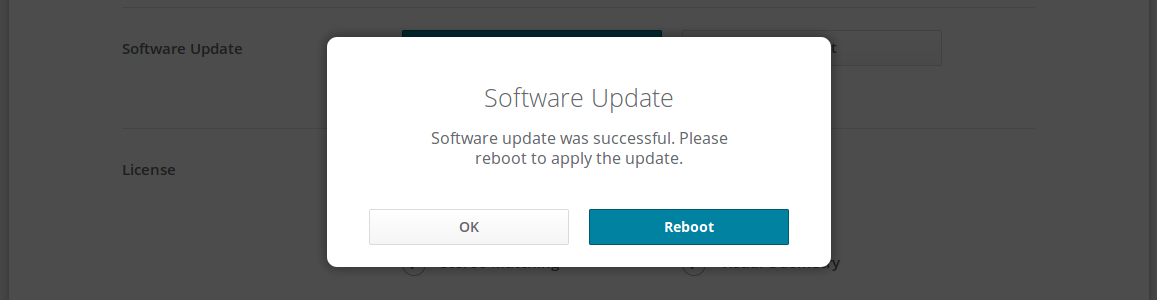 Software Update
Software Update
Software update was successful. Please
reboot to apply the update.
License
OK
Reboot